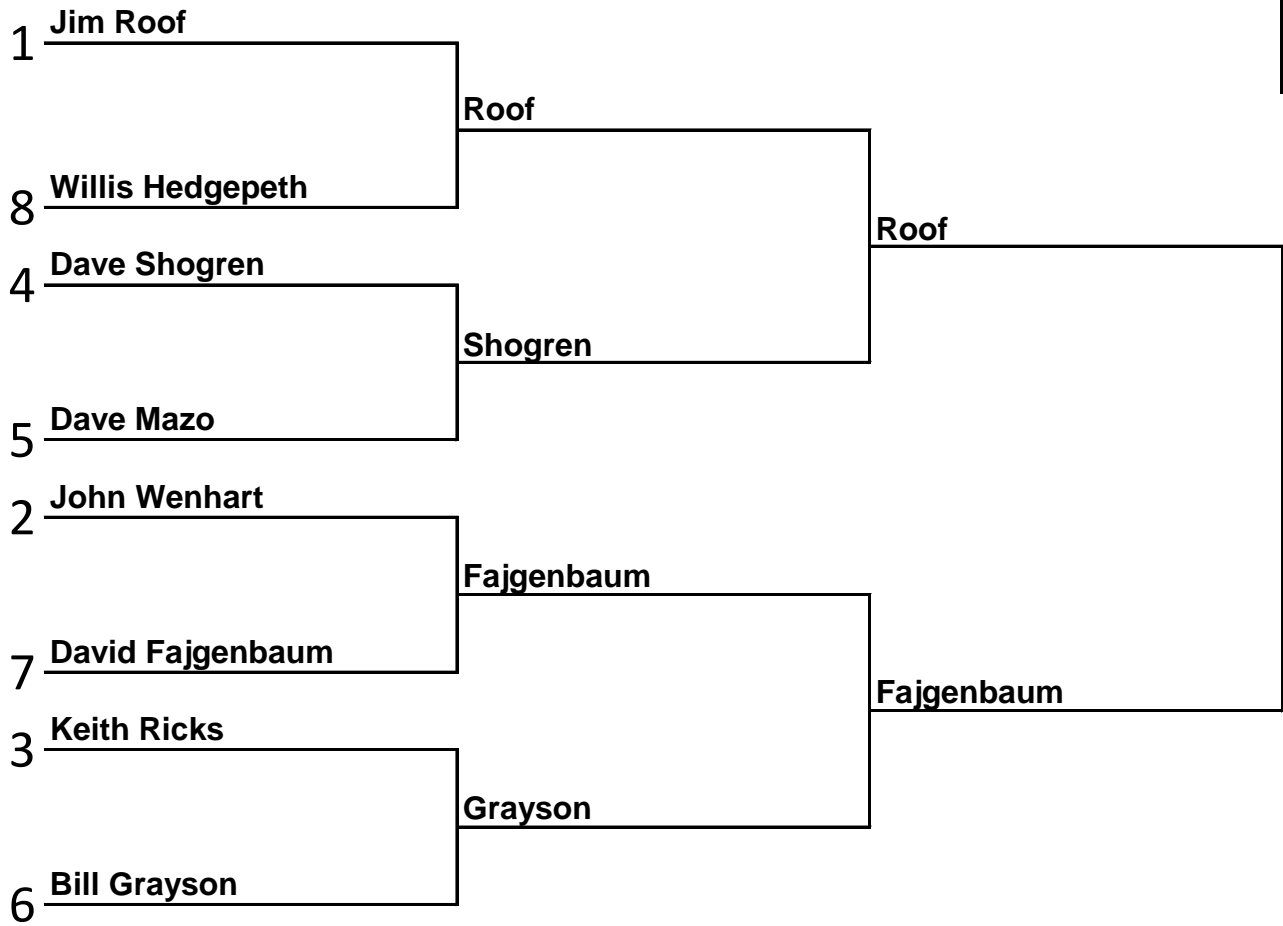 Jim Roof
1
Roof
Willis Hedgepeth
8
Roof
Dave Shogren
4
Shogren
Dave Mazo
5
John Wenhart
2
Fajgenbaum
David Fajgenbaum
7
Fajgenbaum
Keith Ricks
3
Grayson
Bill Grayson
6